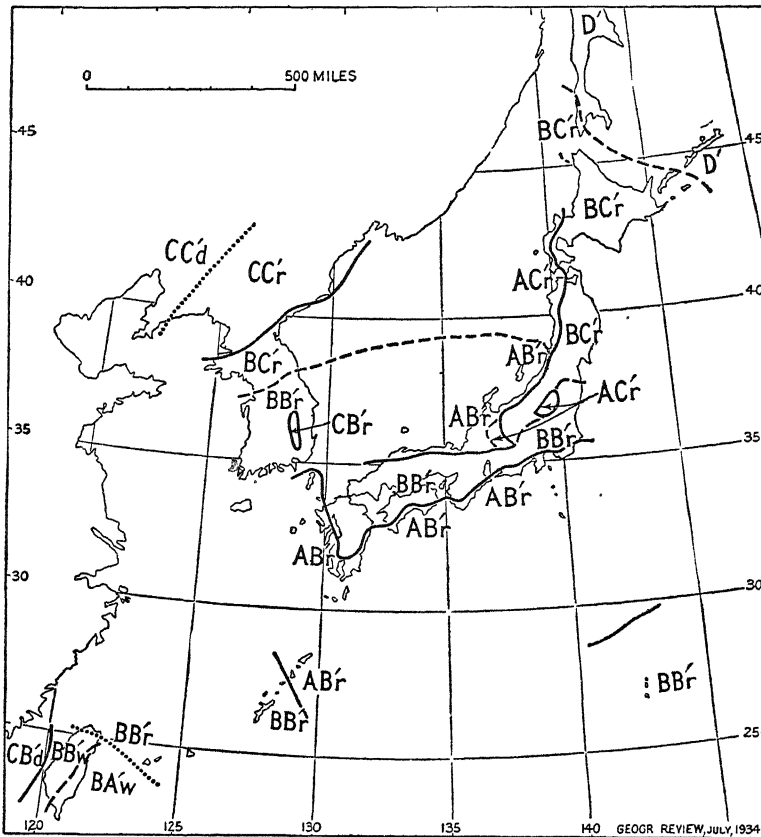 D´
0 500 MILES
45
BC´r
45
D´
BC´r
CC´d
CC´r
40
AC´r
40
BC´r
BC´r
AB´r
AC´r
BB´r
CB´r
AB´r
35
BB´r
35
BB´r
AB´r
AB´r
AB´r
30
30
AB´r
BB´r
BB´r
BB´r
25
CB´d
BB´w
BA´w
120 125 130 135 140
GEOGR REVIEW, JULY, 1934